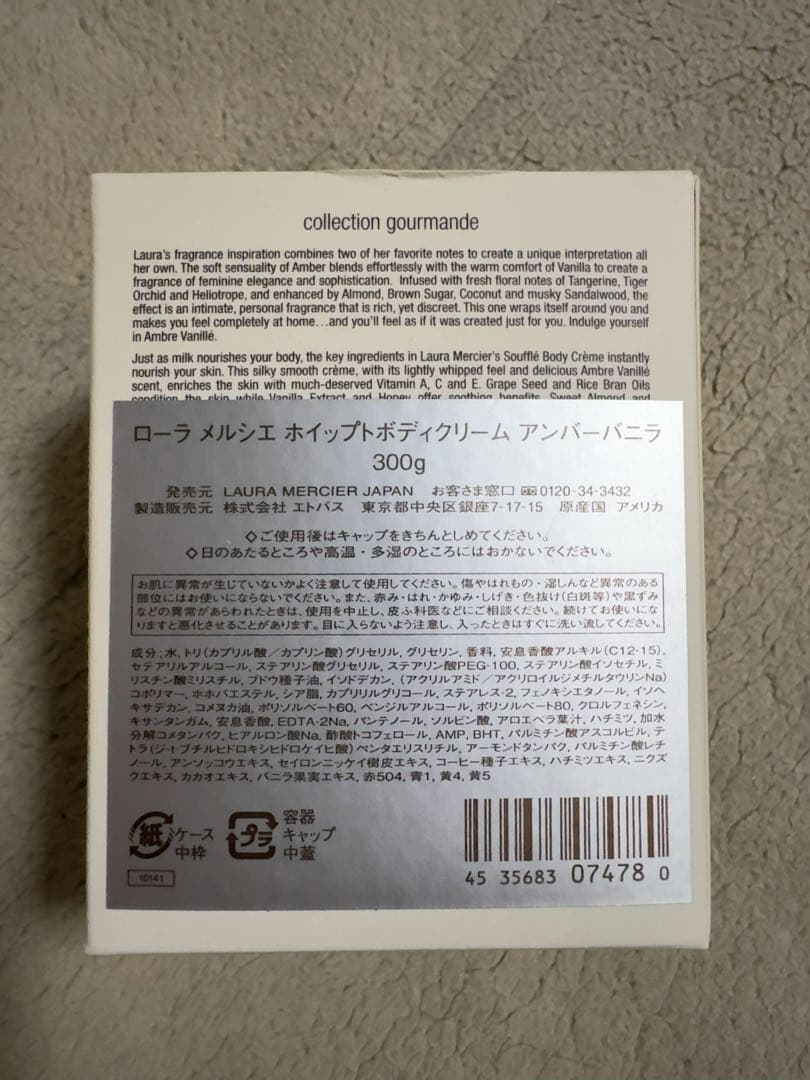 collection gourmande
Laura's fragrance inspiration combines two of her favorite notes to create a unique interpretation all
her own. The soft sensuality of Amber blends effortlessly with the warm comfort of Vanilla to create a
fragrance of feminine elegance and sophistication. Infused with fresh floral notes of Tangerine, Tiger
Orchid and Heliotrope, and enhanced by Almond, Brown Sugar, Coconut and musky Sandalwood, the
effect is an intimate, personal fragrance that is rich, yet discreet. This one wraps itself around you and
makes you feel completely at home...and you'll feel as if it was created just for you. Indulge yourself
in Ambre Vanillé.
Just as milk nourishes your body, the key ingredients in Laura Mercier's Soufflé Body Crème instantly
nourish your skin. This silky smooth crème, with its lightly whipped feel and delicious Ambre Vanillé
scent, enriches the skin with much-deserved Vitamin A, C and E. Grape Seed and Rice Bran Oils
condition the skin while Vanilla Extract and Honey offer soothing benefits. Sweet Almond and
ローラ メルシエ ホイップトボディクリーム アンバーバニラ
300g
発売元 LAURA MERCIER JAPAN お客さま窓口 0120-34-3432
製造販売元 株式会社 エトバス 東京都中央区銀座7-17-15 原産国 アメリカ
◇ご使用後はキャップをきちんとしめてください。
◇日のあたるところや高温・多湿のところにはおかないでください。
お肌に異常が生じていないかよく注意して使用してください。傷やはれもの・湿しんなど異常のある
部位にはお使いにならないでください。また、赤み・はれ・かゆみ・しげき・色抜け(白斑等)や黒ずみ
などの異常があらわれたときは、使用を中止し、皮ふ科医などにご相談ください。続けてお使いにな
りますと悪化させることがあります。目に入らないよう注意し、入ったときはすぐに洗い流してください。
成分;水、トリ(カプリル酸/カプリン酸)グリセリル、グリセリン、香料、安息香酸アルキル(C12-15)、
セテアリルアルコール、ステアリン酸グリセリル、ステアリン酸PEG-100、ステアリン酸イソセチル、ミ
リスチン酸ミリスチル、ブドウ種子油、イソドデカン、(アクリルアミド/アクリロイルジメチルタウリンNa)
コポリマー、ホホバエステル、シア脂、カプリリルグリコール、ステアレス-2、フェノキシエタノール、イソヘ
キサデカン、コメヌカ油、ポリソルベート60、ベンジルアルコール、ポリソルベート80、クロルフェネシン、
キサンタンガム、安息香酸、EDTA-2Na、パンテノール、ソルビン酸、アロエベラ葉汁、ハチミツ、加水
分解コメタンパク、ヒアルロン酸Na、酢酸トコフェロール、AMP、BHT、パルミチン酸アスコルビル、テ
トラ(ジ-t-ブチルヒドロキシヒドロケイヒ酸)ペンタエリスリチル、アーモンドタンパク、パルミチン酸レチ
ノール、アンソッコウエキス、セイロンニッケイ樹皮エキス、コーヒー種子エキス、ハチミツエキス、ニクズ
クエキス、カカオエキス、バニラ果実エキス、赤504、青1、黄4、黄5
紙 ケース
中枠
プラ 容器
キャップ
中蓋
16141
45 35683 07478 0